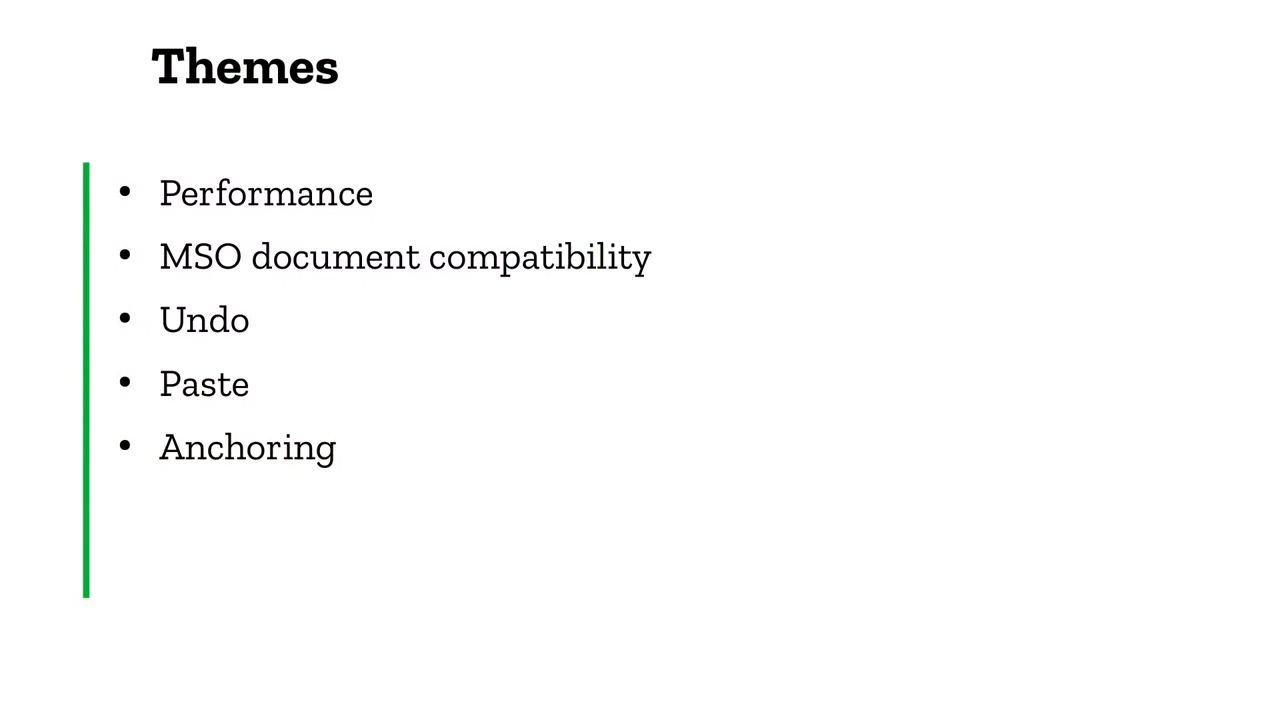 Themes
• Performance
• MSO document compatibility
• Undo
• Paste
• Anchoring